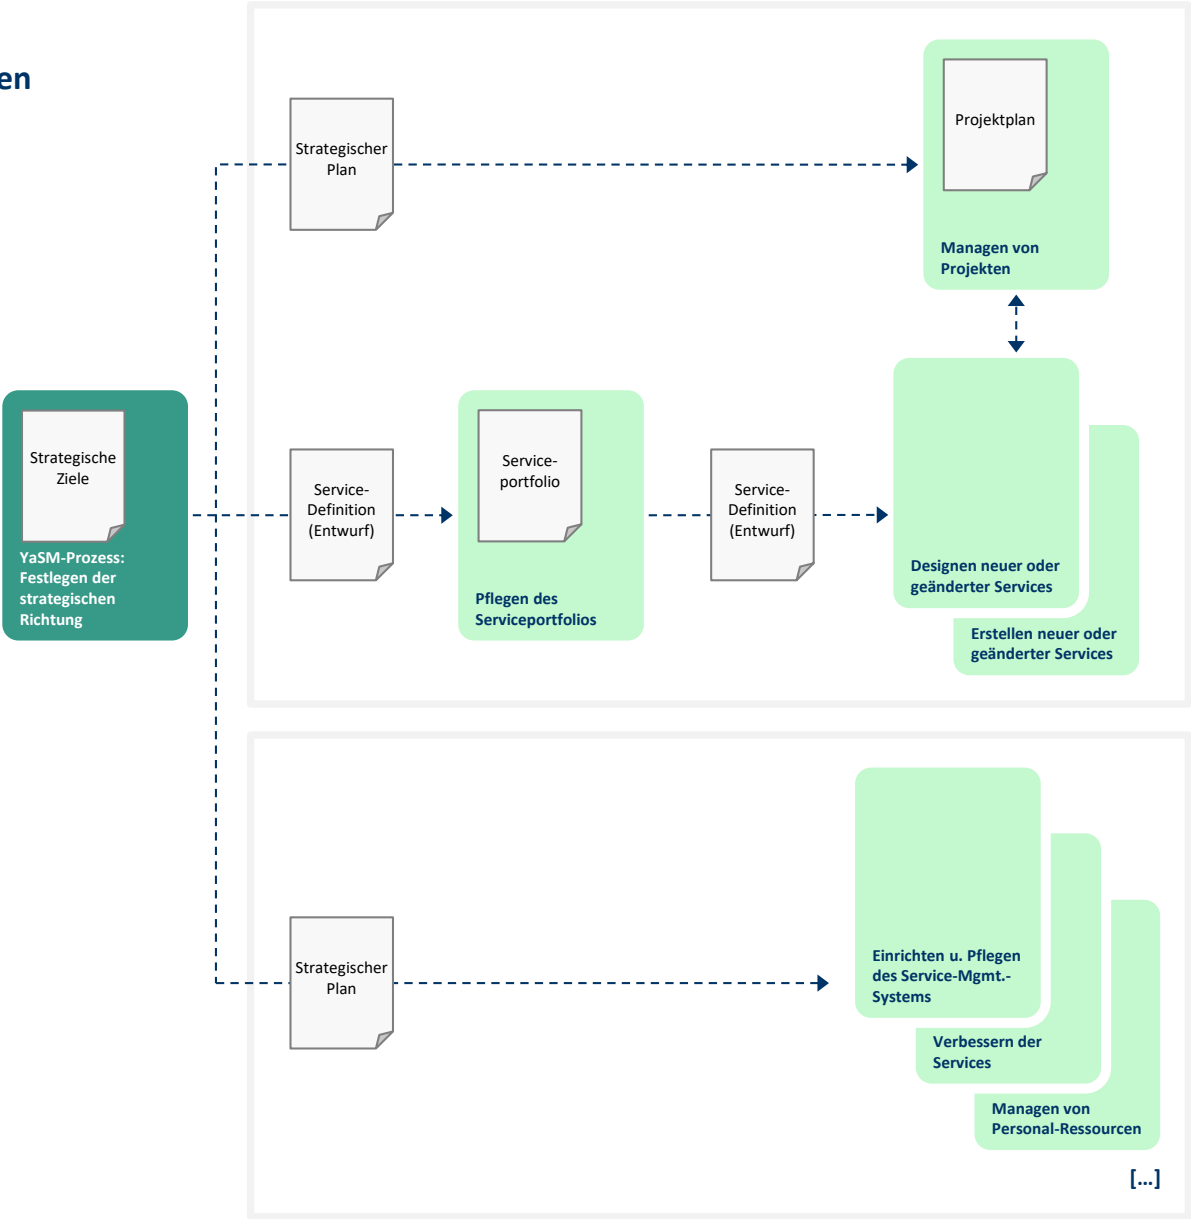 en
Strategischer
Plan
Projektplan
Managen von
Projekten
Strategische
Ziele
YaSM-Prozess:
Festlegen der
strategischen
Richtung
Service-
Definition
(Entwurf)
Service-
portfolio
Pflegen des
Serviceportfolios
Service-
Definition
(Entwurf)
Designen neuer oder
geänderter Services
Erstellen neuer oder
geänderter Services
Strategischer
Plan
Einrichten u. Pflegen
des Service-Mgmt.-
Systems
Verbessern der
Services
Managen von
Personal-Ressourcen
[...]